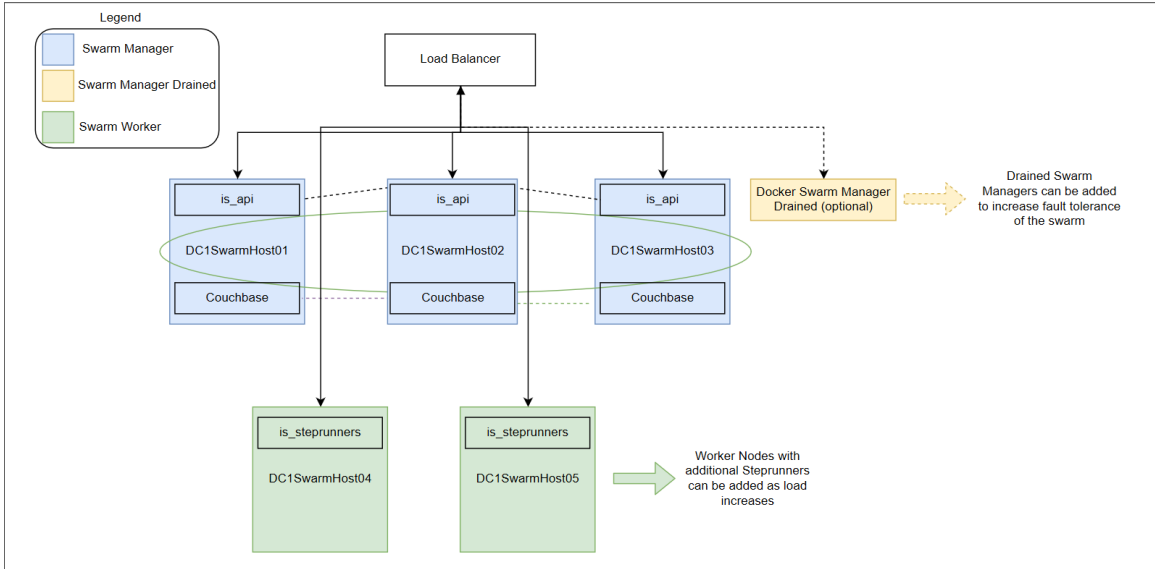 Legend
Swarm Manager
Swarm Manager Drained
Swarm Worker
Load Balancer
is_api
is_api
is_api
Docker Swarm Manager
Drained (optional)
Drained Swarm
Managers can be added
to increase fault tolerance
of the swarm
DC1SwarmHost01
DC1SwarmHost02
DC1SwarmHost03
Couchbase
Couchbase
Couchbase
is_steprunners
is_steprunners
DC1SwarmHost04
DC1SwarmHost05
Worker Nodes with
additional Steprunners
can be added as load
increases